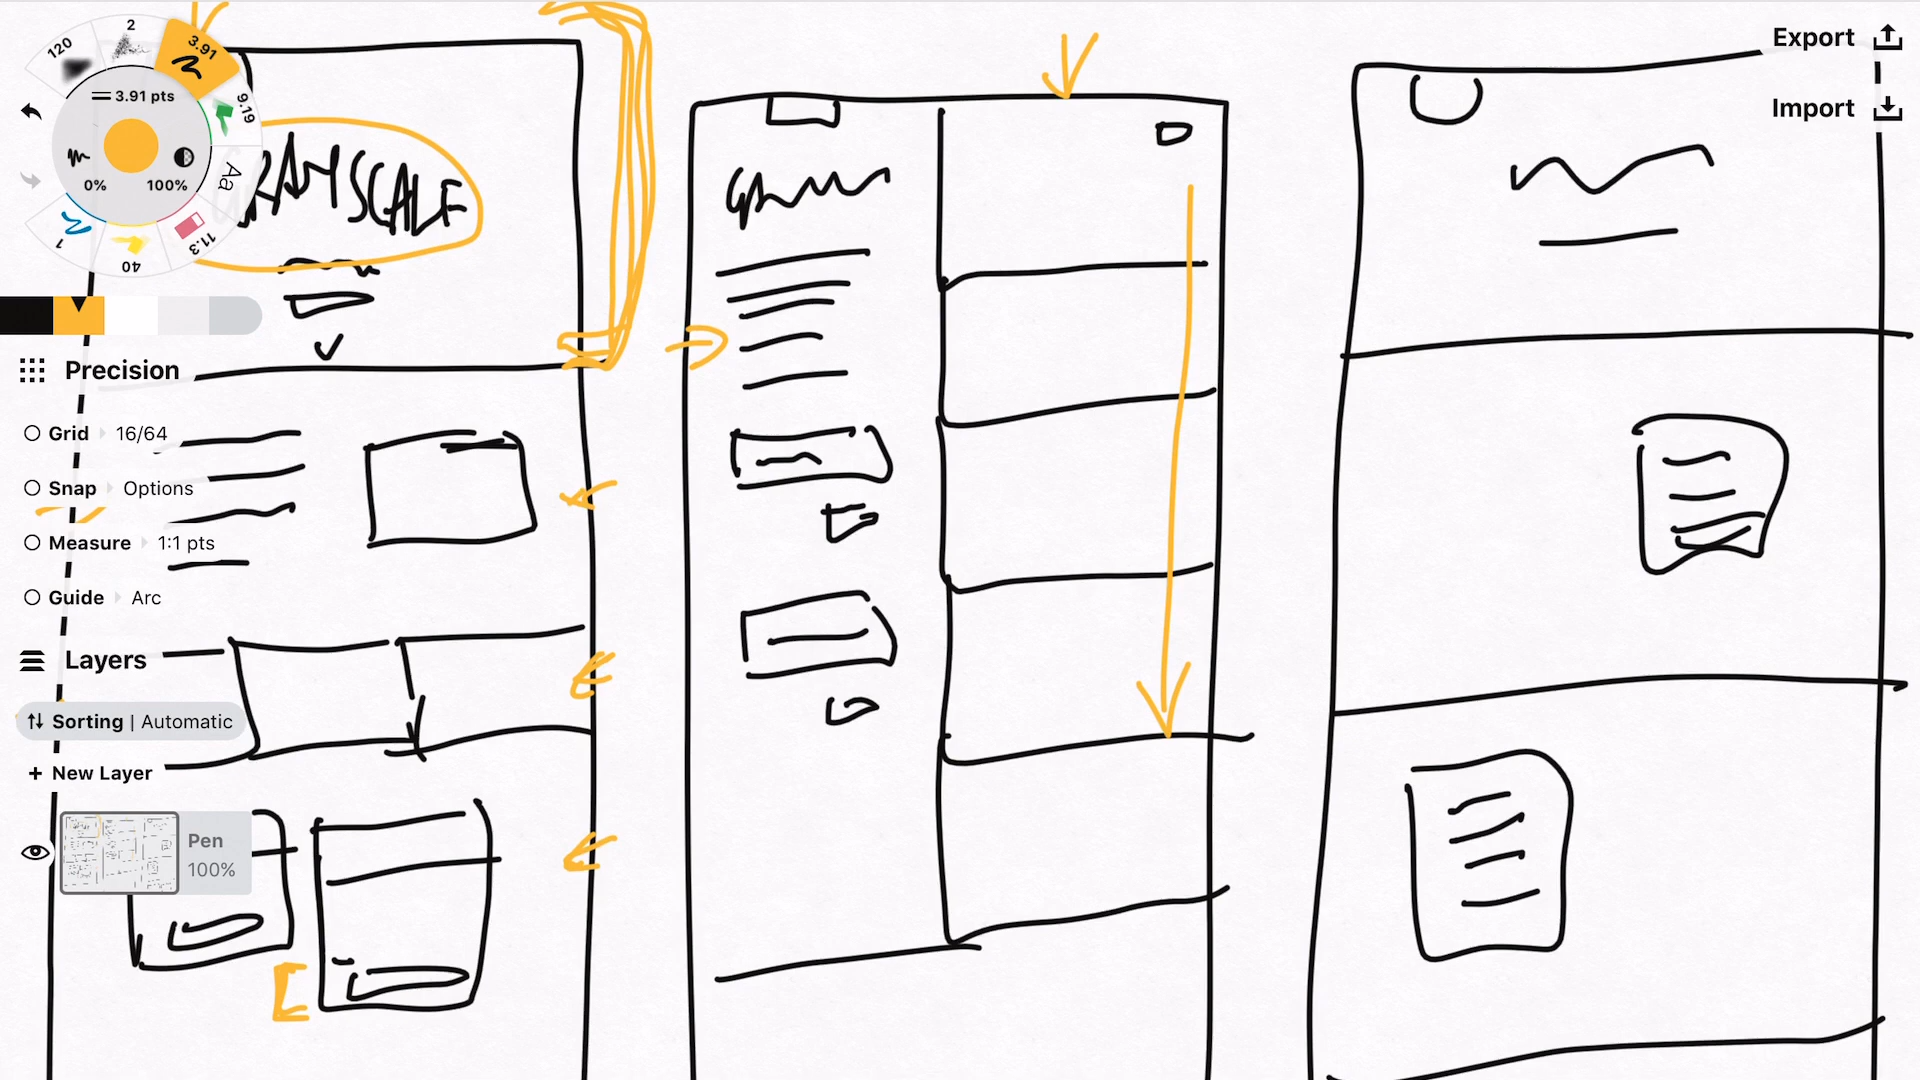 2
120
3.91
3.91 pts
9.19
0%
100%
Aa
1
40
11.3
GRAYSCALE
Export
Import
Precision
Grid 16/64
Snap Options
Measure 1:1 pts
Guide Arc
Layers
Sorting | Automatic
+ New Layer
Pen
100%